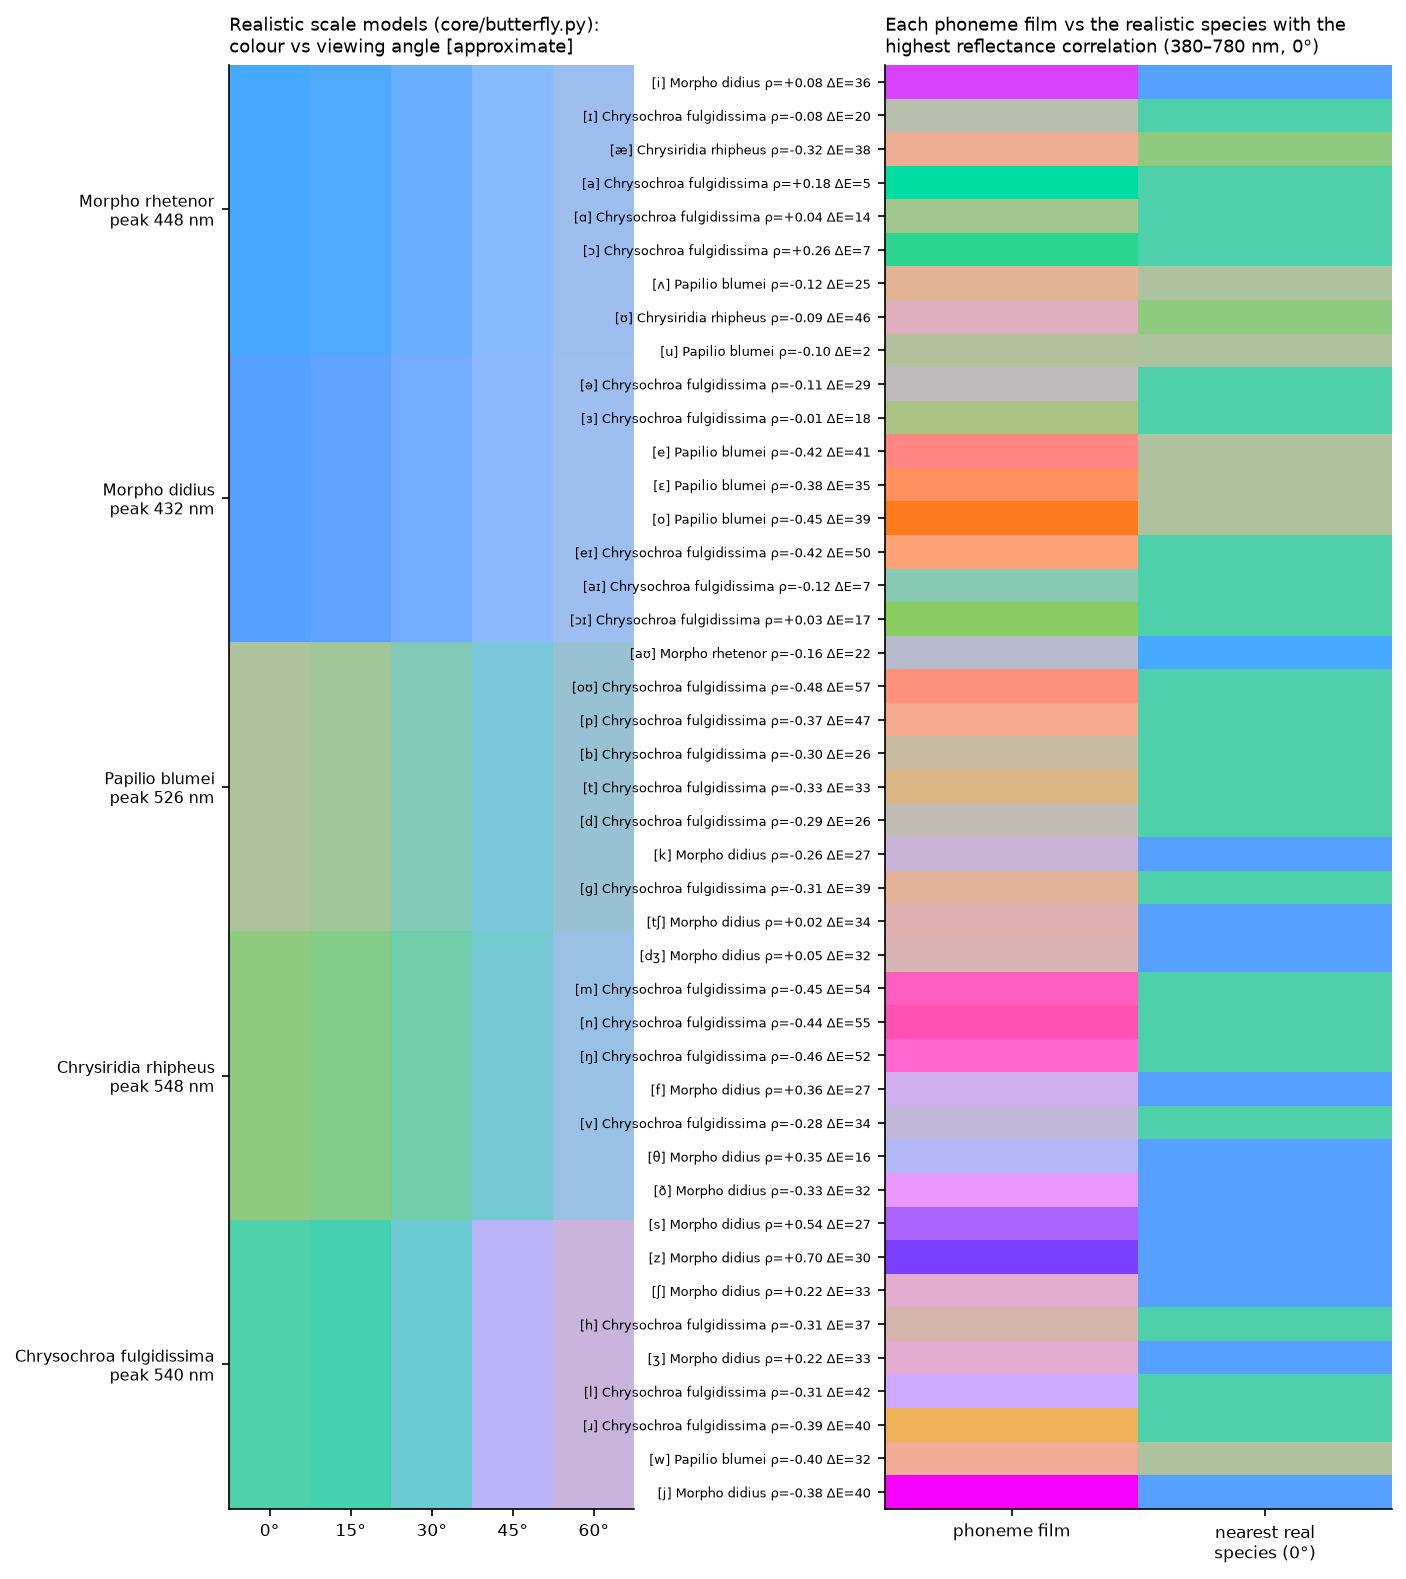 Realistic scale models (core/butterfly.py):
colour vs viewing angle [approximate]
Morpho rhetenor
peak 448 nm
Morpho didius
peak 432 nm
Papilio blumei
peak 526 nm
Chrysiridia rhipheus
peak 548 nm
Chrysochroa fulgidissima
peak 540 nm
0° 15° 30° 45° 60°
Each phoneme film vs the realistic species with the
highest reflectance correlation (380–780 nm, 0°)
[i] Morpho didius ρ=+0.08 ΔE=36
[ɪ] Chrysochroa fulgidissima ρ=-0.08 ΔE=20
[æ] Chrysiridia rhipheus ρ=-0.32 ΔE=38
[a] Chrysochroa fulgidissima ρ=+0.18 ΔE=5
[ɑ] Chrysochroa fulgidissima ρ=+0.04 ΔE=14
[ɔ] Chrysochroa fulgidissima ρ=+0.26 ΔE=7
[ʌ] Papilio blumei ρ=-0.12 ΔE=25
[ʊ] Chrysiridia rhipheus ρ=-0.09 ΔE=46
[u] Papilio blumei ρ=-0.10 ΔE=2
[ə] Chrysochroa fulgidissima ρ=-0.11 ΔE=29
[ɜ] Chrysochroa fulgidissima ρ=-0.01 ΔE=18
[e] Papilio blumei ρ=-0.42 ΔE=41
[ɛ] Papilio blumei ρ=-0.38 ΔE=35
[o] Papilio blumei ρ=-0.45 ΔE=39
[eɪ] Chrysochroa fulgidissima ρ=-0.42 ΔE=50
[aɪ] Chrysochroa fulgidissima ρ=-0.12 ΔE=7
[ɔɪ] Chrysochroa fulgidissima ρ=+0.03 ΔE=17
[aʊ] Morpho rhetenor ρ=-0.16 ΔE=22
[oʊ] Chrysochroa fulgidissima ρ=-0.48 ΔE=57
[p] Chrysochroa fulgidissima ρ=-0.37 ΔE=47
[b] Chrysochroa fulgidissima ρ=-0.30 ΔE=26
[t] Chrysochroa fulgidissima ρ=-0.33 ΔE=33
[d] Chrysochroa fulgidissima ρ=-0.29 ΔE=26
[k] Morpho didius ρ=-0.26 ΔE=27
[ɡ] Chrysochroa fulgidissima ρ=-0.31 ΔE=39
[tʃ] Morpho didius ρ=+0.02 ΔE=34
[dʒ] Morpho didius ρ=+0.05 ΔE=32
[m] Chrysochroa fulgidissima ρ=-0.45 ΔE=54
[n] Chrysochroa fulgidissima ρ=-0.44 ΔE=55
[ŋ] Chrysochroa fulgidissima ρ=-0.46 ΔE=52
[f] Morpho didius ρ=+0.36 ΔE=27
[v] Chrysochroa fulgidissima ρ=-0.28 ΔE=34
[θ] Morpho didius ρ=+0.35 ΔE=16
[ð] Morpho didius ρ=-0.33 ΔE=32
[s] Morpho didius ρ=+0.54 ΔE=27
[z] Morpho didius ρ=+0.70 ΔE=30
[ʃ] Morpho didius ρ=+0.22 ΔE=33
[h] Chrysochroa fulgidissima ρ=-0.31 ΔE=37
[ʒ] Morpho didius ρ=+0.22 ΔE=33
[l] Chrysochroa fulgidissima ρ=-0.31 ΔE=42
[ɹ] Chrysochroa fulgidissima ρ=-0.39 ΔE=40
[w] Papilio blumei ρ=-0.40 ΔE=32
[j] Morpho didius ρ=-0.38 ΔE=40
phoneme film
nearest real
species (0°)